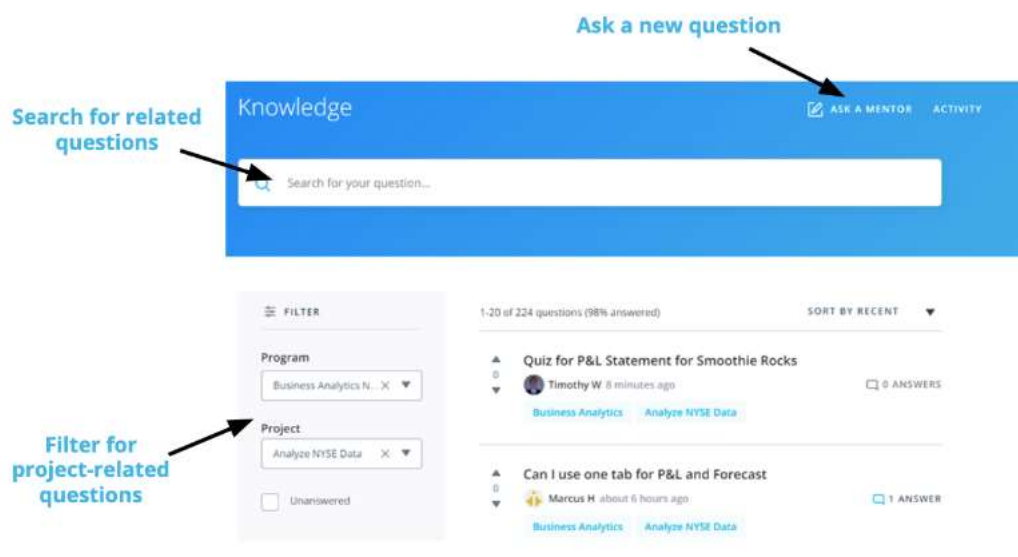 Ask a new question
Knowledge
ASK A MENTOR
ACTIVITY
Search for related
questions
Search for your question...
FILTER
1-20 of 224 questions (98% answered)
SORT BY RECENT
Program
Business Analytics N..
Project
Analyze NYSE Data
Unanswered
Filter for
project-related
questions
Quiz for P&L Statement for Smoothie Rocks
0
Timothy W 8 minutes ago
0 ANSWERS
Business Analytics
Analyze NYSE Data
Can I use one tab for P&L and Forecast
0
Marcus H about 6 hours ago
1 ANSWER
Business Analytics
Analyze NYSE Data